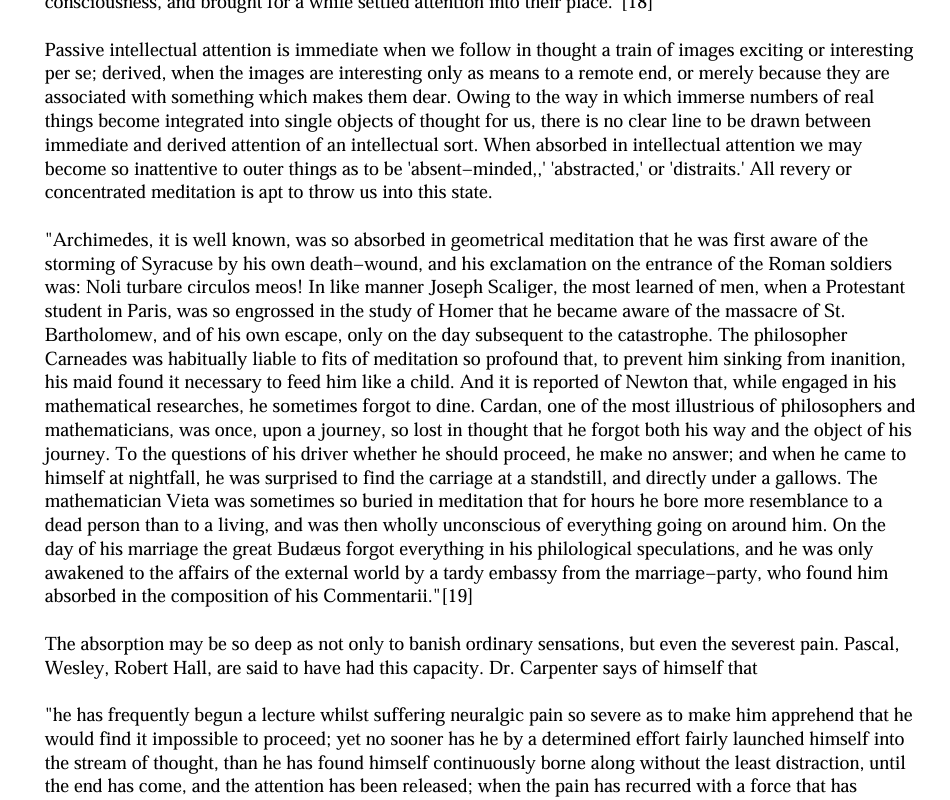 consciousness, and brought for a while settled attention into their place." [18]
Passive intellectual attention is immediate when we follow in thought a train of images exciting or interesting
per se; derived, when the images are interesting only as means to a remote end, or merely because they are
associated with something which makes them dear. Owing to the way in which immerse numbers of real
things become integrated into single objects of thought for us, there is no clear line to be drawn between
immediate and derived attention of an intellectual sort. When absorbed in intellectual attention we may
become so inattentive to outer things as to be 'absent−minded,,' 'abstracted,' or 'distraits.' All revery or
concentrated meditation is apt to throw us into this state.
"Archimedes, it is well known, was so absorbed in geometrical meditation that he was first aware of the
storming of Syracuse by his own death−wound, and his exclamation on the entrance of the Roman soldiers
was: Noli turbare circulos meos! In like manner Joseph Scaliger, the most learned of men, when a Protestant
student in Paris, was so engrossed in the study of Homer that he became aware of the massacre of St.
Bartholomew, and of his own escape, only on the day subsequent to the catastrophe. The philosopher
Carneades was habitually liable to fits of meditation so profound that, to prevent him sinking from inanition,
his maid found it necessary to feed him like a child. And it is reported of Newton that, while engaged in his
mathematical researches, he sometimes forgot to dine. Cardan, one of the most illustrious of philosophers and
mathematicians, was once, upon a journey, so lost in thought that he forgot both his way and the object of his
journey. To the questions of his driver whether he should proceed, he make no answer; and when he came to
himself at nightfall, he was surprised to find the carriage at a standstill, and directly under a gallows. The
mathematician Vieta was sometimes so buried in meditation that for hours he bore more resemblance to a
dead person than to a living, and was then wholly unconscious of everything going on around him. On the
day of his marriage the great Budæus forgot everything in his philological speculations, and he was only
awakened to the affairs of the external world by a tardy embassy from the marriage−party, who found him
absorbed in the composition of his Commentarii."[19]
The absorption may be so deep as not only to banish ordinary sensations, but even the severest pain. Pascal,
Wesley, Robert Hall, are said to have had this capacity. Dr. Carpenter says of himself that
"he has frequently begun a lecture whilst suffering neuralgic pain so severe as to make him apprehend that he
would find it impossible to proceed; yet no sooner has he by a determined effort fairly launched himself into
the stream of thought, than he has found himself continuously borne along without the least distraction, until
the end has come, and the attention has been released; when the pain has recurred with a force that has